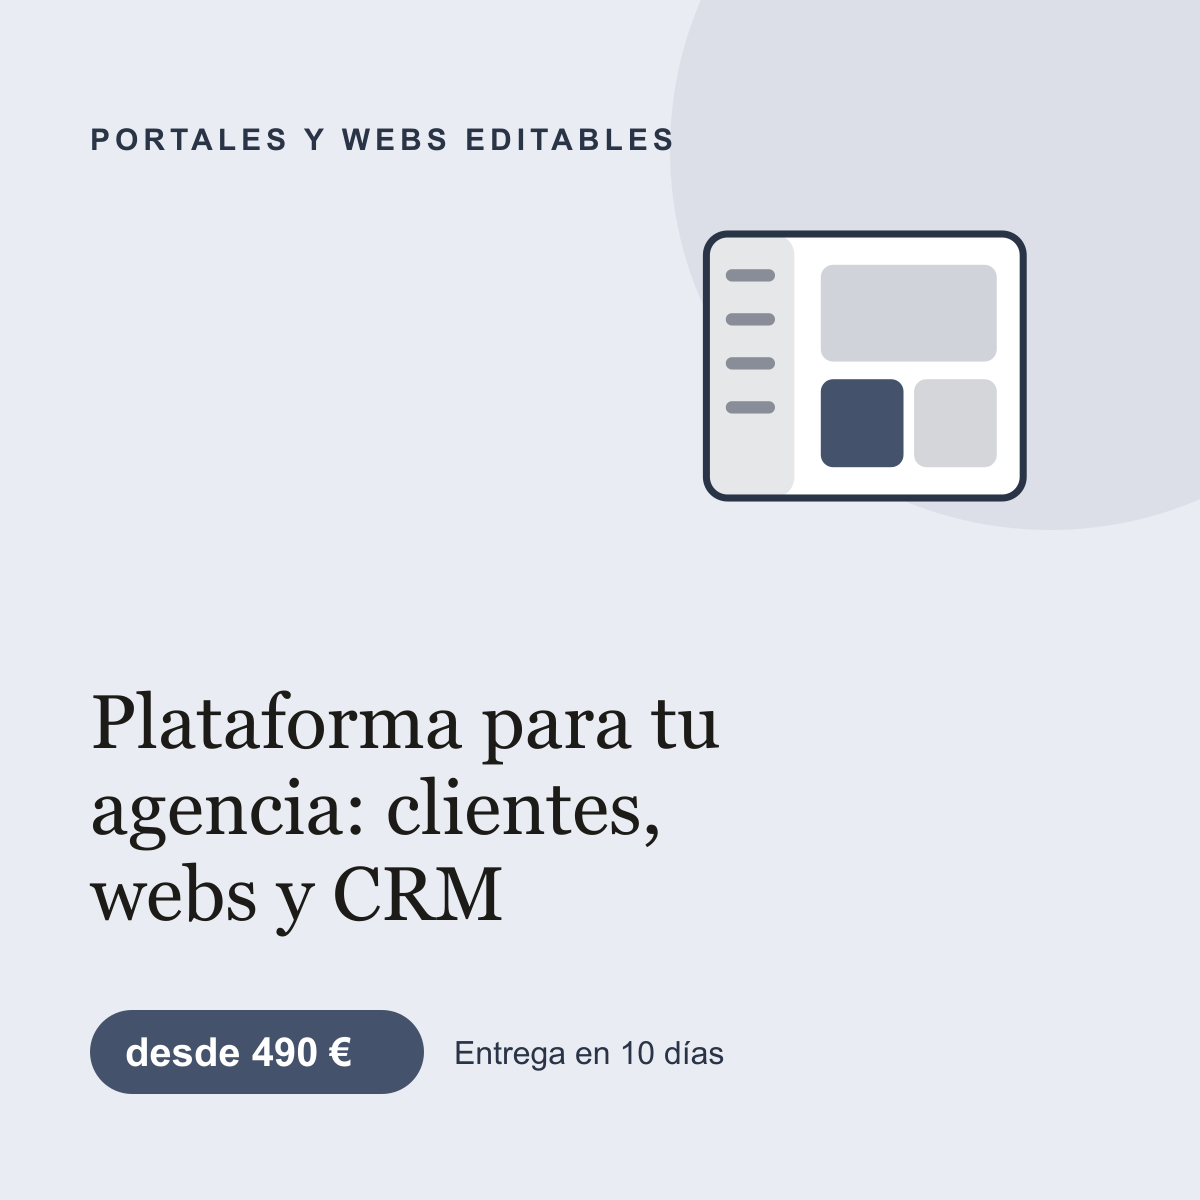 PORTALES Y WEBS EDITABLES
Plataforma para tu
agencia: clientes,
webs y CRM
desde 490 €
Entrega en 10 días